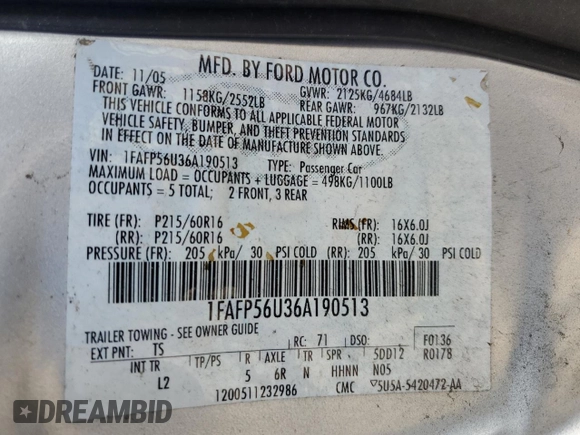 MFD. BY FORD MOTOR CO.
DATE: 11/05
GVWR: 2125KG/4684LB
FRONT GAWR: 1158KG/2552LB
REAR GAWR: 967KG/2132LB
THIS VEHICLE CONFORMS TO ALL APPLICABLE FEDERAL MOTOR
VEHICLE SAFETY, BUMPER, AND THEFT PREVENTION STANDARDS
IN EFFECT ON THE DATE OF MANUFACTURE SHOWN ABOVE.
VIN: 1FAFP56U36A190513
TYPE: Passenger Car
MAXIMUM LOAD = OCCUPANTS + LUGGAGE = 498KG/1100LB
OCCUPANTS = 5 TOTAL; 2 FRONT, 3 REAR
TIRE (FR): P215/60R16 RIMS (FR): 16X6.0J
(RR): P215/60R16 (RR): 16X6.0J
PRESSURE (FR): 205 kPa/ 30 PSI COLD (RR): 205 kPa/ 30 PSI COLD
1FAFP56U36A190513
TRAILER TOWING - SEE OWNER GUIDE
EXT PNT: TS RC: 71 DSO: F0136
INT TR TP/PS R AXLE TR SPR 5DD12 R0178
L2 5 6R N HHNN N05
1200511232986 CMC ▽5U5A-5420472-AA
AUTOBIDCAR